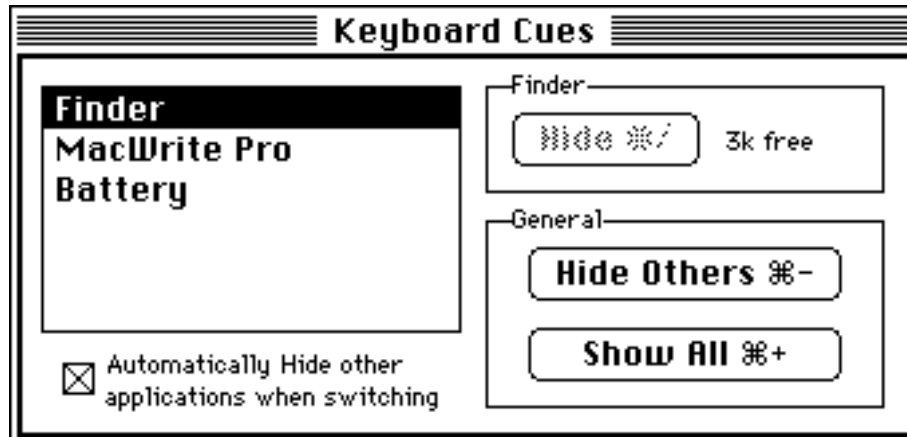 Keyboard Cues
Finder
MacWrite Pro
Battery
Automatically Hide other
applications when switching
Finder
Hide ⌘/
3k free
General
Hide Others ⌘-
Show All ⌘+